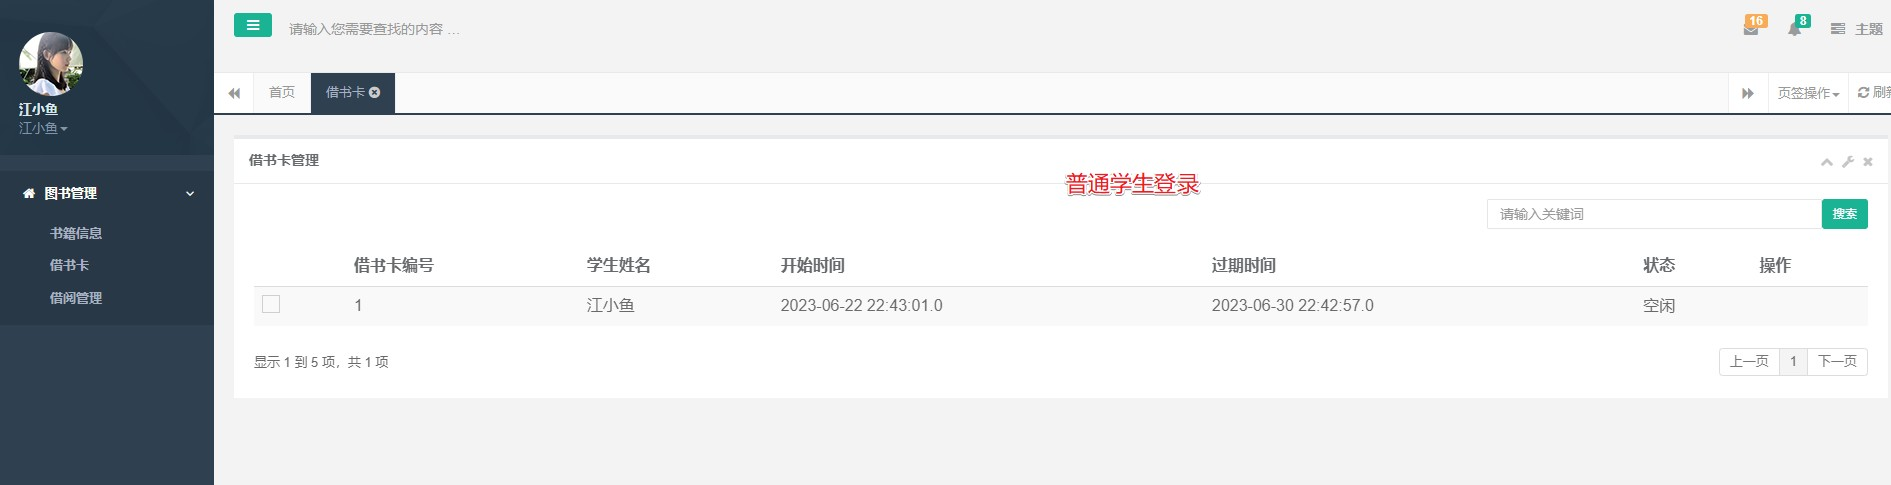 请输入您需要查找的内容 …
16
8
主题
江小鱼
江小鱼
首页
借书卡
页签操作
刷新
图书管理
书籍信息
借书卡
借阅管理
借书卡管理
普通学生登录
请输入关键词
搜索
借书卡编号 学生姓名 开始时间 过期时间 状态 操作
1 江小鱼 2023-06-22 22:43:01.0 2023-06-30 22:42:57.0 空闲
显示 1 到 5 项，共 1 项
上一页 1 下一页